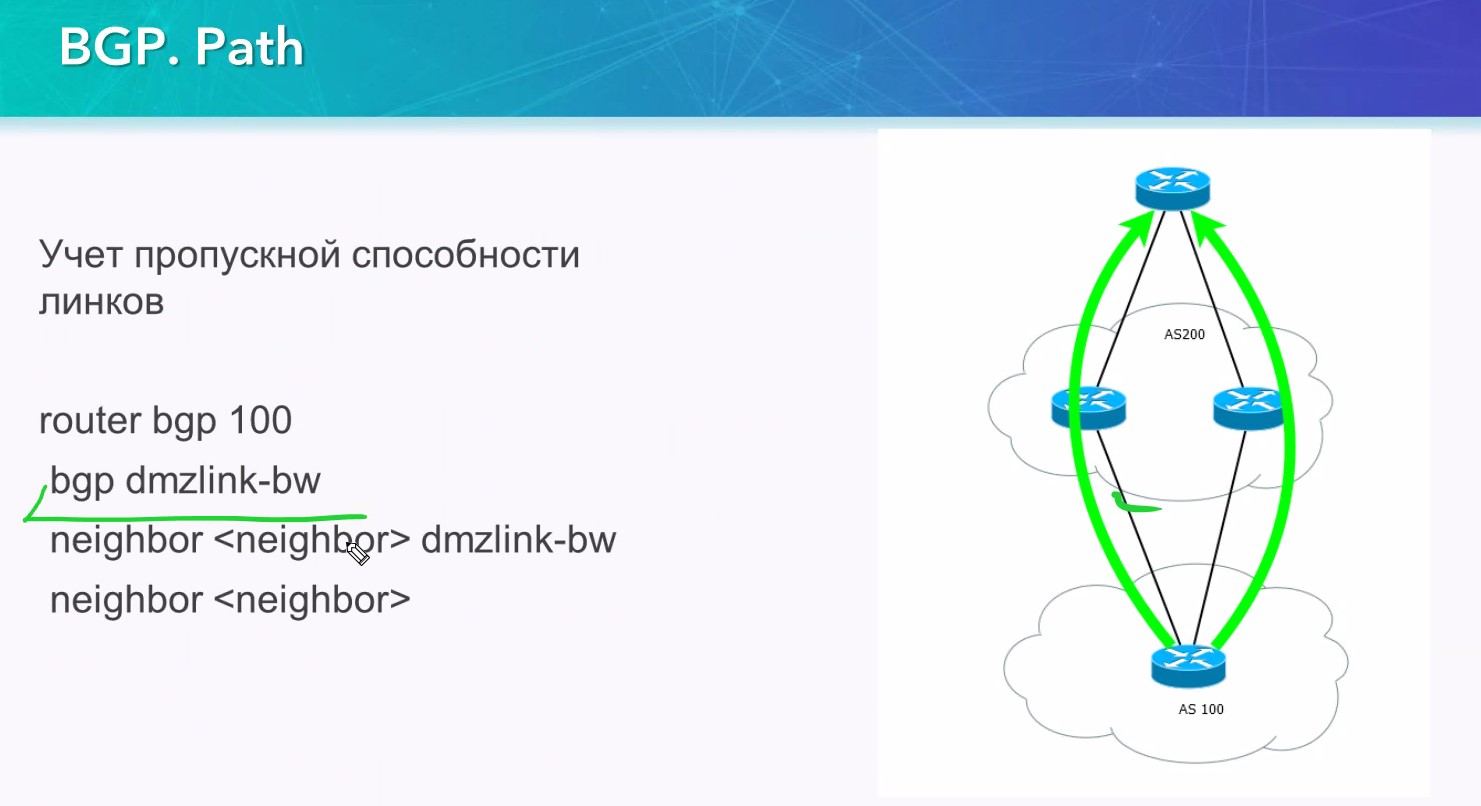 BGP. Path
Учет пропускной способности
линков
router bgp 100
bgp dmzlink-bw
neighbor <neighbor> dmzlink-bw
neighbor <neighbor>
AS200
AS 100